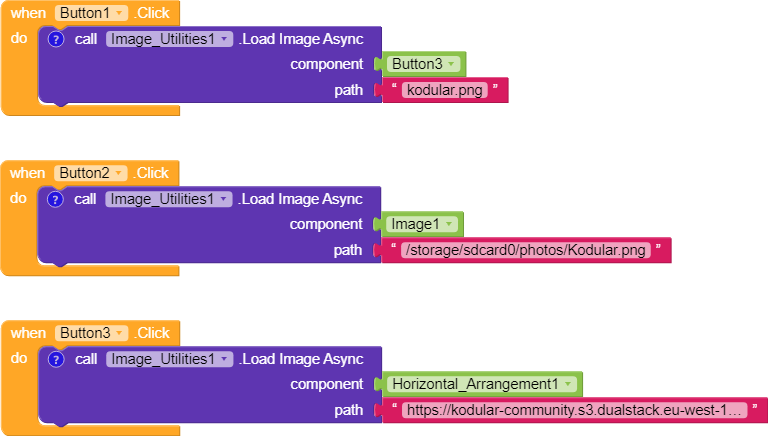 when Button1 .Click
do ? call Image_Utilities1 .Load Image Async
component Button3
path “ kodular.png ”
when Button2 .Click
do ? call Image_Utilities1 .Load Image Async
component Image1
path “ /storage/sdcard0/photos/Kodular.png ”
when Button3 .Click
do ? call Image_Utilities1 .Load Image Async
component Horizontal_Arrangement1
path “ https://kodular-community.s3.dualstack.eu-west-1... ”